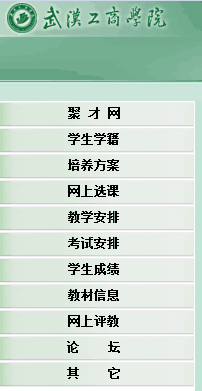 武汉工商学院
聚 才 网
学生学籍
培养方案
网上选课
教学安排
考试安排
学生成绩
教材信息
网上评教
论 坛
其 它